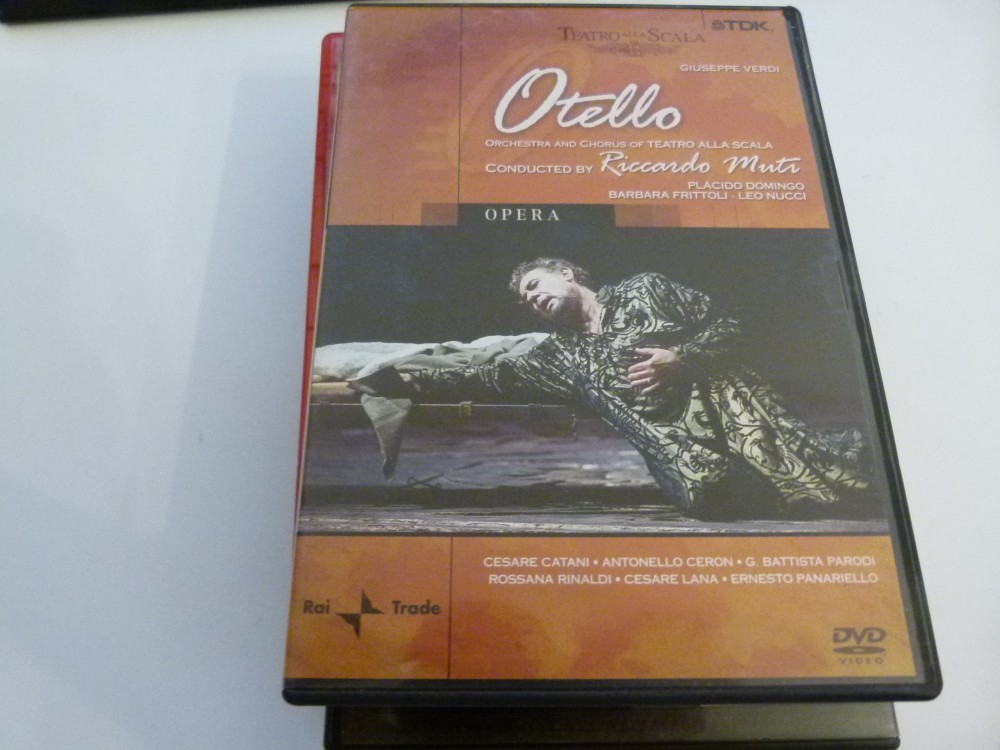 TEATRO ALLA SCALA
TDK
GIUSEPPE VERDI
Otello
ORCHESTRA AND CHORUS OF TEATRO ALLA SCALA
CONDUCTED BY Riccardo Muti
PLÁCIDO DOMINGO
BARBARA FRITTOLI · LEO NUCCI
OPERA
CESARE CATANI • ANTONELLO CERON • G. BATTISTA PARODI
ROSSANA RINALDI • CESARE LANA • ERNESTO PANARIELLO
Rai Trade
DVD
VIDEO